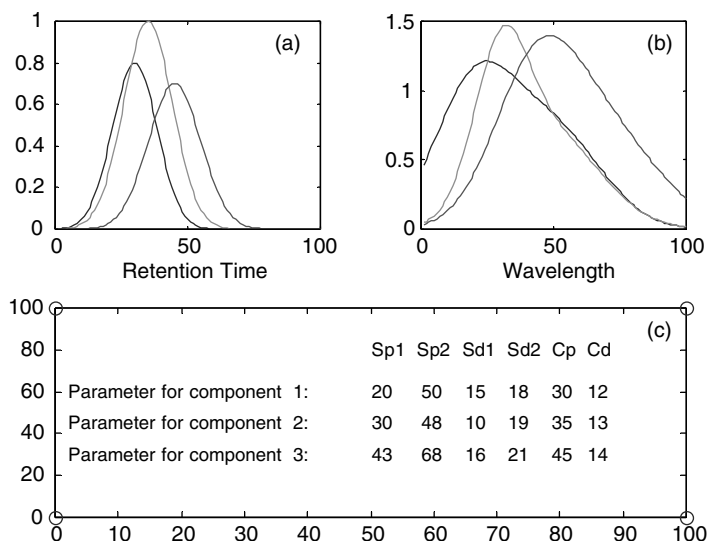 (a)
1
0.8
0.6
0.4
0.2
0
0 50 100
Retention Time
(b)
1.5
1
0.5
0
0 50 100
Wavelength
(c)
100
80
60
40
20
0
Sp1 Sp2 Sd1 Sd2 Cp Cd
Parameter for component 1: 20 50 15 18 30 12
Parameter for component 2: 30 48 10 19 35 13
Parameter for component 3: 43 68 16 21 45 14
0 10 20 30 40 50 60 70 80 90 100